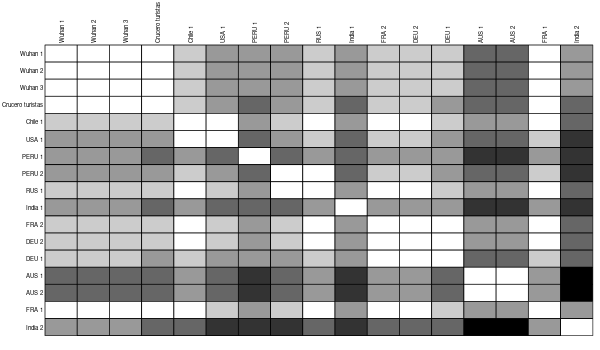 Wuhan 1
Wuhan 2
Wuhan 3
Crucero turistas
Chile 1
USA 1
PERU 1
PERU 2
RUS 1
India 1
FRA 2
DEU 2
DEU 1
AUS 1
AUS 2
FRA 1
India 2
Wuhan 1
Wuhan 2
Wuhan 3
Crucero turistas
Chile 1
USA 1
PERU 1
PERU 2
RUS 1
India 1
FRA 2
DEU 2
DEU 1
AUS 1
AUS 2
FRA 1
India 2